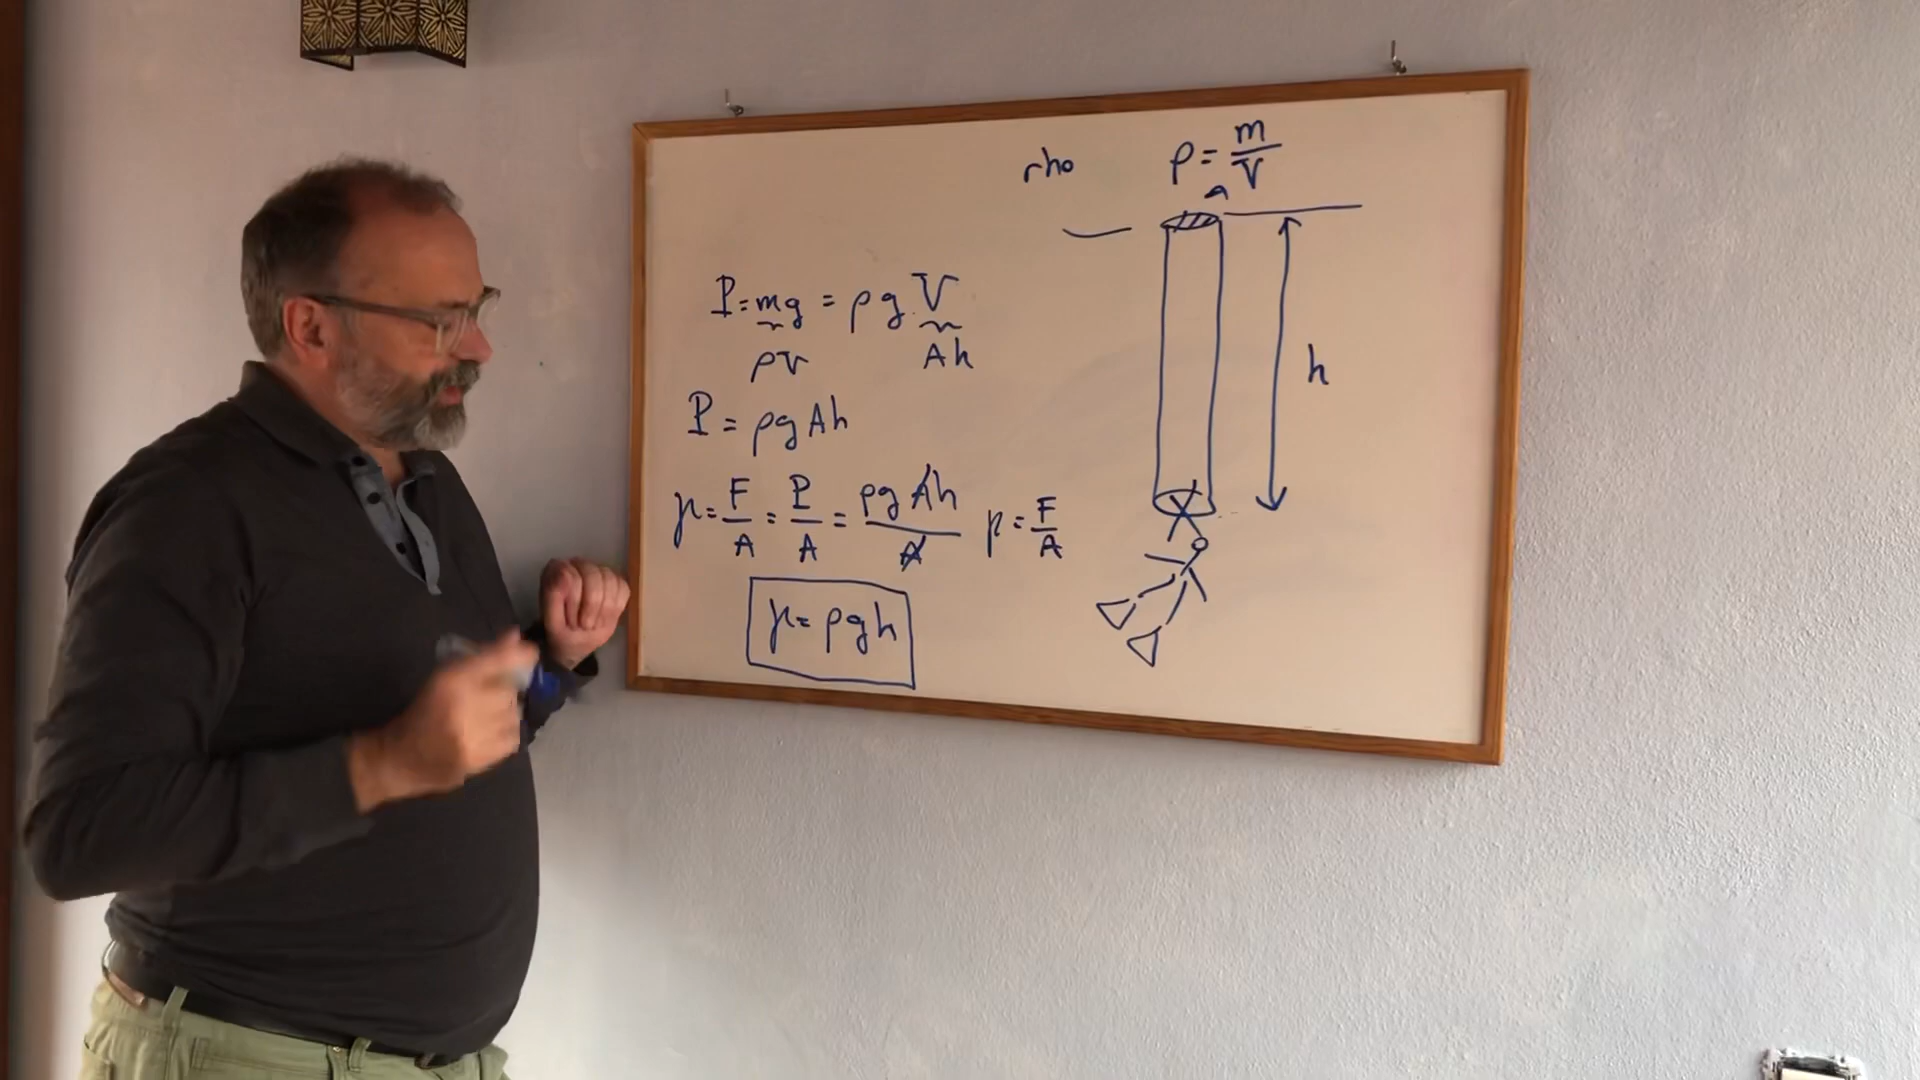 rho ρ = m/V
A
P = mg = ρg V
ρV Ah
h
P = ρgAh
p = F/A = P/A = ρgAh/A p = F/A
p = ρgh